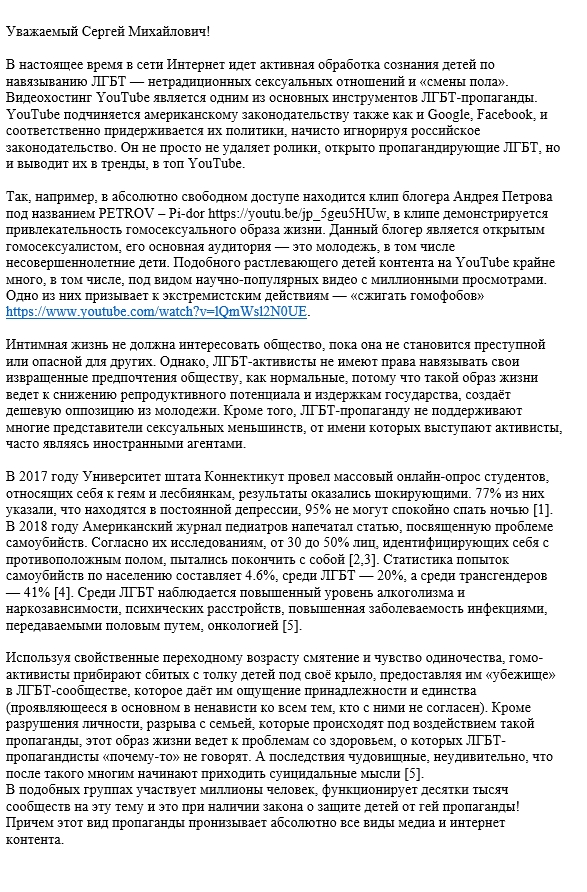 Уважаемый Сергей Михайлович!
В настоящее время в сети Интернет идет активная обработка сознания детей по
навязыванию ЛГБТ — нетрадиционных сексуальных отношений и «смены пола».
Видеохостинг YouTube является одним из основных инструментов ЛГБТ-пропаганды.
YouTube подчиняется американскому законодательству также как и Google, Facebook, и
соответственно придерживается их политики, начисто игнорируя российское
законодательство. Он не просто не удаляет ролики, открыто пропагандирующие ЛГБТ, но
и выводит их в тренды, в топ YouTube.
Так, например, в абсолютно свободном доступе находится клип блогера Андрея Петрова
под названием PETROV – Pi-dor https://youtu.be/jp_5geu5HUw, в клипе демонстрируется
привлекательность гомосексуального образа жизни. Данный блогер является открытым
гомосексуалистом, его основная аудитория — это молодежь, в том числе
несовершеннолетние дети. Подобного растлевающего детей контента на YouTube крайне
много, в том числе, под видом научно-популярных видео с миллионными просмотрами.
Одно из них призывает к экстремистским действиям — «сжигать гомофобов»
https://www.youtube.com/watch?v=lQmWsl2N0UE.
Интимная жизнь не должна интересовать общество, пока она не становится преступной
или опасной для других. Однако, ЛГБТ-активисты не имеют права навязывать свои
извращенные предпочтения обществу, как нормальные, потому что такой образ жизни
ведет к снижению репродуктивного потенциала и издержкам государства, создаёт
дешевую оппозицию из молодежи. Кроме того, ЛГБТ-пропаганду не поддерживают
многие представители сексуальных меньшинств, от имени которых выступают активисты,
часто являясь иностранными агентами.
В 2017 году Университет штата Коннектикут провел массовый онлайн-опрос студентов,
относящих себя к геям и лесбиянкам, результаты оказались шокирующими. 77% из них
указали, что находятся в постоянной депрессии, 95% не могут спокойно спать ночью [1].
В 2018 году Американский журнал педиатров напечатал статью, посвященную проблеме
самоубийств. Согласно их исследованиям, от 30 до 50% лиц, идентифицирующих себя с
противоположным полом, пытались покончить с собой [2,3]. Статистика попыток
самоубийств по населению составляет 4.6%, среди ЛГБТ — 20%, а среди трансгендеров
— 41% [4]. Среди ЛГБТ наблюдается повышенный уровень алкоголизма и
наркозависимости, психических расстройств, повышенная заболеваемость инфекциями,
передаваемыми половым путем, онкологией [5].
Используя свойственные переходному возрасту смятение и чувство одиночества, гомо-
активисты прибирают сбитых с толку детей под своё крыло, предоставляя им «убежище»
в ЛГБТ-сообществе, которое даёт им ощущение принадлежности и единства
(проявляющееся в основном в ненависти ко всем тем, кто с ними не согласен). Кроме
разрушения личности, разрыва с семьей, которые происходят под воздействием такой
пропаганды, этот образ жизни ведет к проблемам со здоровьем, о которых ЛГБТ-
пропагандисты «почему-то» не говорят. А последствия чудовищные, неудивительно, что
после такого многим начинают приходить суицидальные мысли [5].
В подобных группах участвует миллионы человек, функционирует десятки тысяч
сообществ на эту тему и это при наличии закона о защите детей от гей пропаганды!
Причем этот вид пропаганды пронизывает абсолютно все виды медиа и интернет
контента.